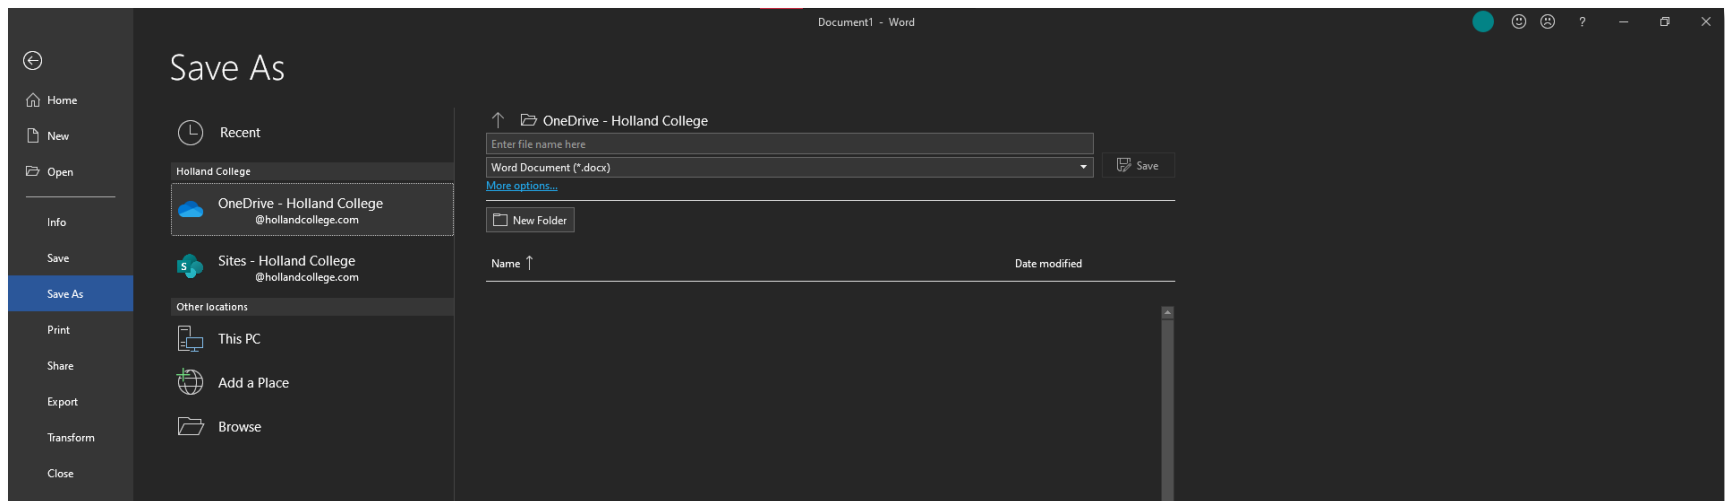 Document1 - Word
?
Save As
Home
New
Open
Info
Save
Save As
Print
Share
Export
Transform
Close
Recent
Holland College
OneDrive - Holland College
@hollandcollege.com
S
Sites - Holland College
@hollandcollege.com
Other locations
This PC
Add a Place
Browse
OneDrive - Holland College
Enter file name here
Word Document (*.docx)
Save
More options...
New Folder
Name
Date modified